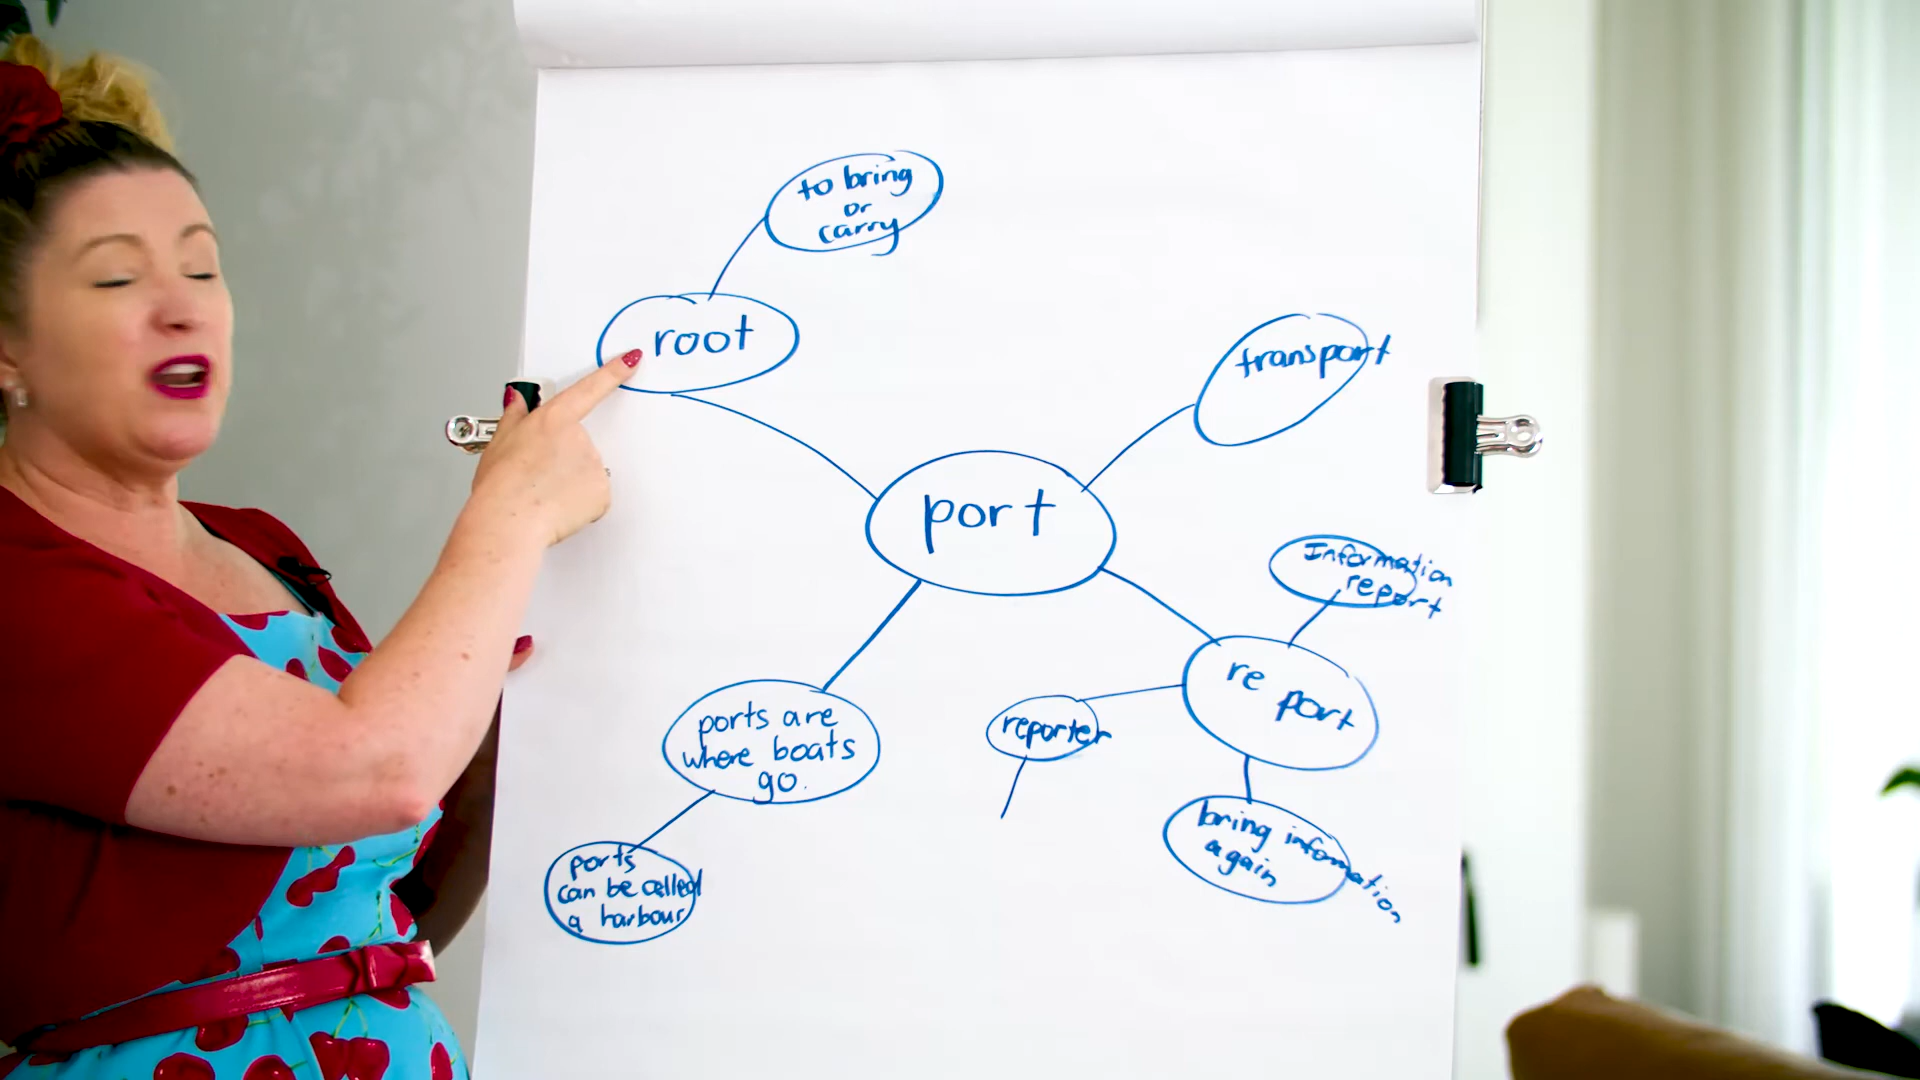 to bring
or
carry
root
transport
port
Information
report
re port
reporter
ports are
where boats
go.
bring information
again
ports
can be called
a harbour